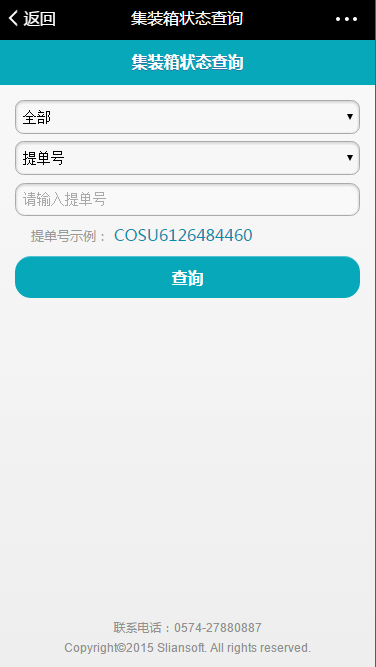 返回 集装箱状态查询
集装箱状态查询
全部
提单号
请输入提单号
提单号示例： COSU6126484460
查询
联系电话：0574-27880887
Copyright©2015 Sliansoft. All rights reserved.